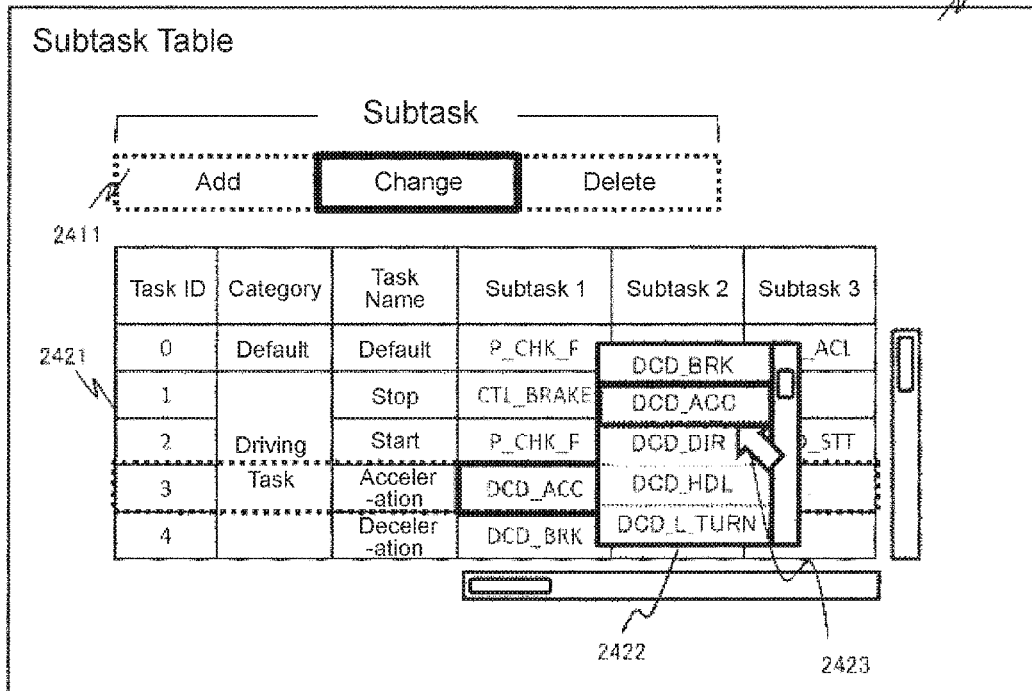 Subtask Table
Subtask
Add Change Delete
2411
Task ID Category Task Name Subtask 1 Subtask 2 Subtask 3
2421
0 Default Default P_CHK_F _ACL
1 Stop CTL_BRAKE
2 Driving Task Start P_CHK_F _STT
3 Acceler-ation DCD_ACC
4 Deceler-ation DCD_BRK
DCD_BRK
DCD_ACC
DCD_DIR
DCD_HDL
DCD_L_TURN
2422
2423